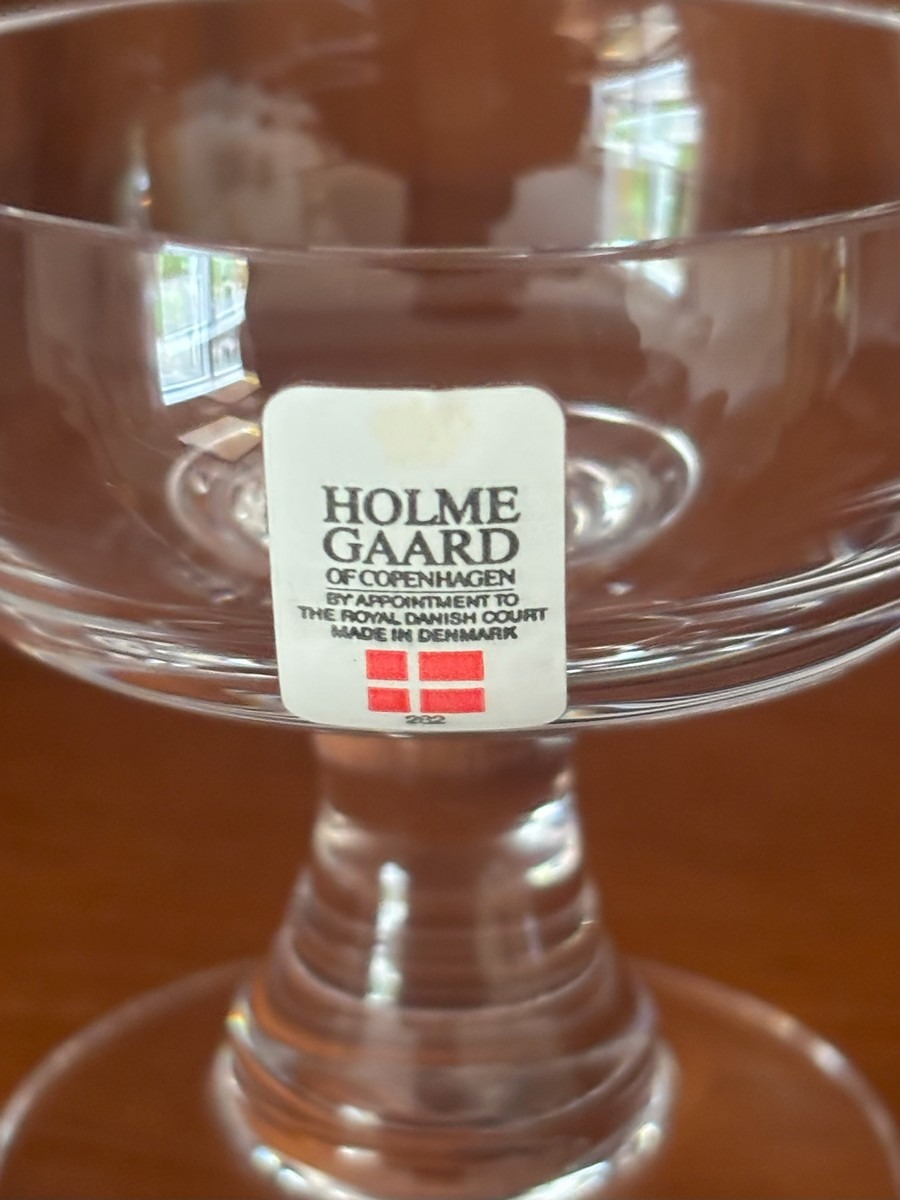 HOLME
GAARD
OF COPENHAGEN
BY APPOINTMENT TO
THE ROYAL DANISH COURT
MADE IN DENMARK
282